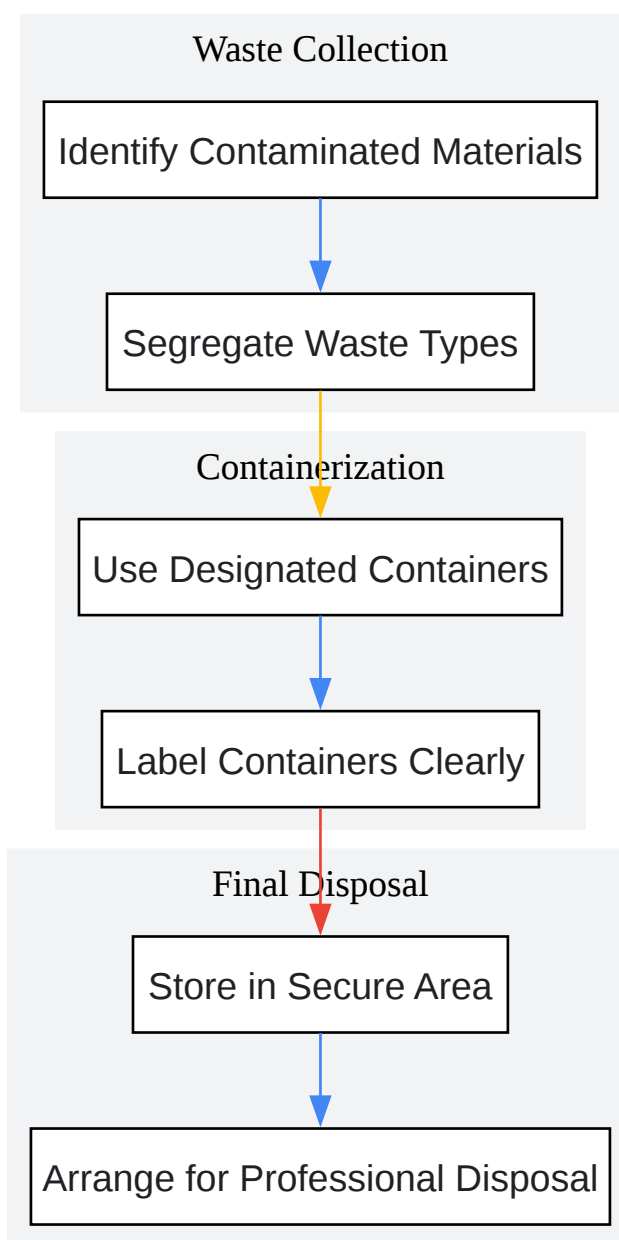 Waste Collection
Identify Contaminated Materials
Segregate Waste Types
Containerization
Use Designated Containers
Label Containers Clearly
Final Disposal
Store in Secure Area
Arrange for Professional Disposal